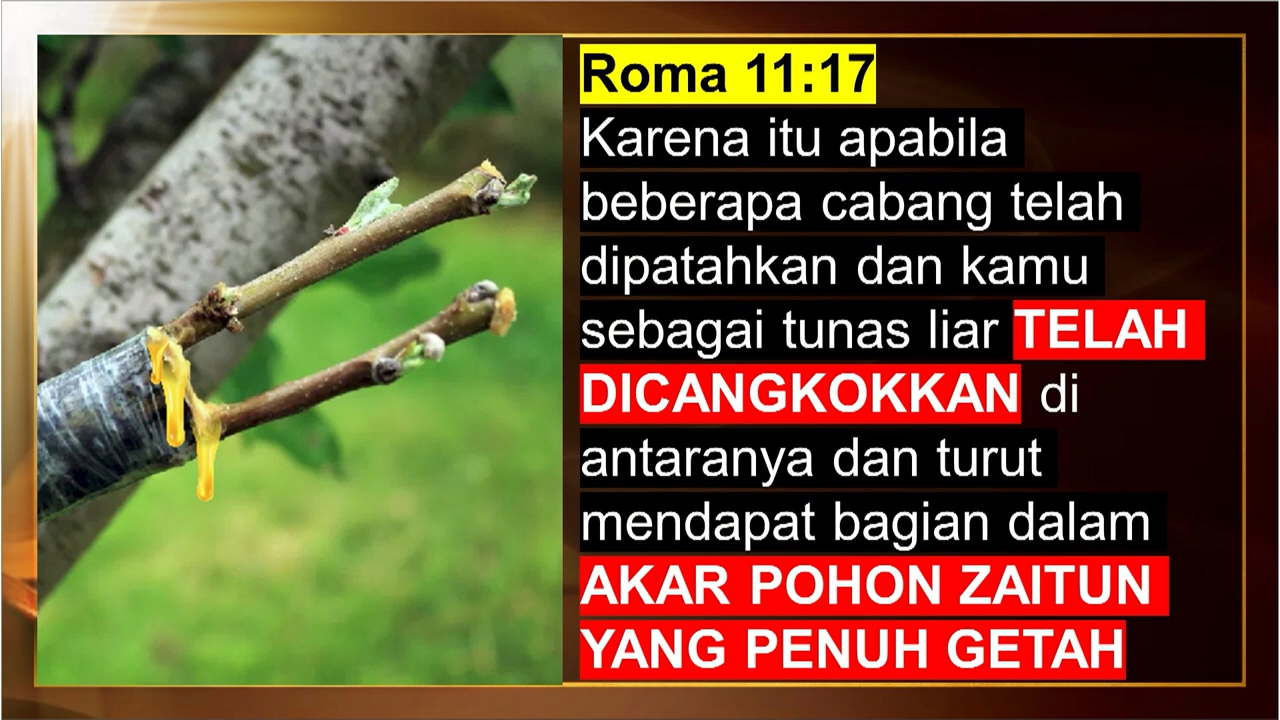 Roma 11:17
Karena itu apabila
beberapa cabang telah
dipatahkan dan kamu
sebagai tunas liar TELAH
DICANGKOKKAN di
antaranya dan turut
mendapat bagian dalam
AKAR POHON ZAITUN
YANG PENUH GETAH